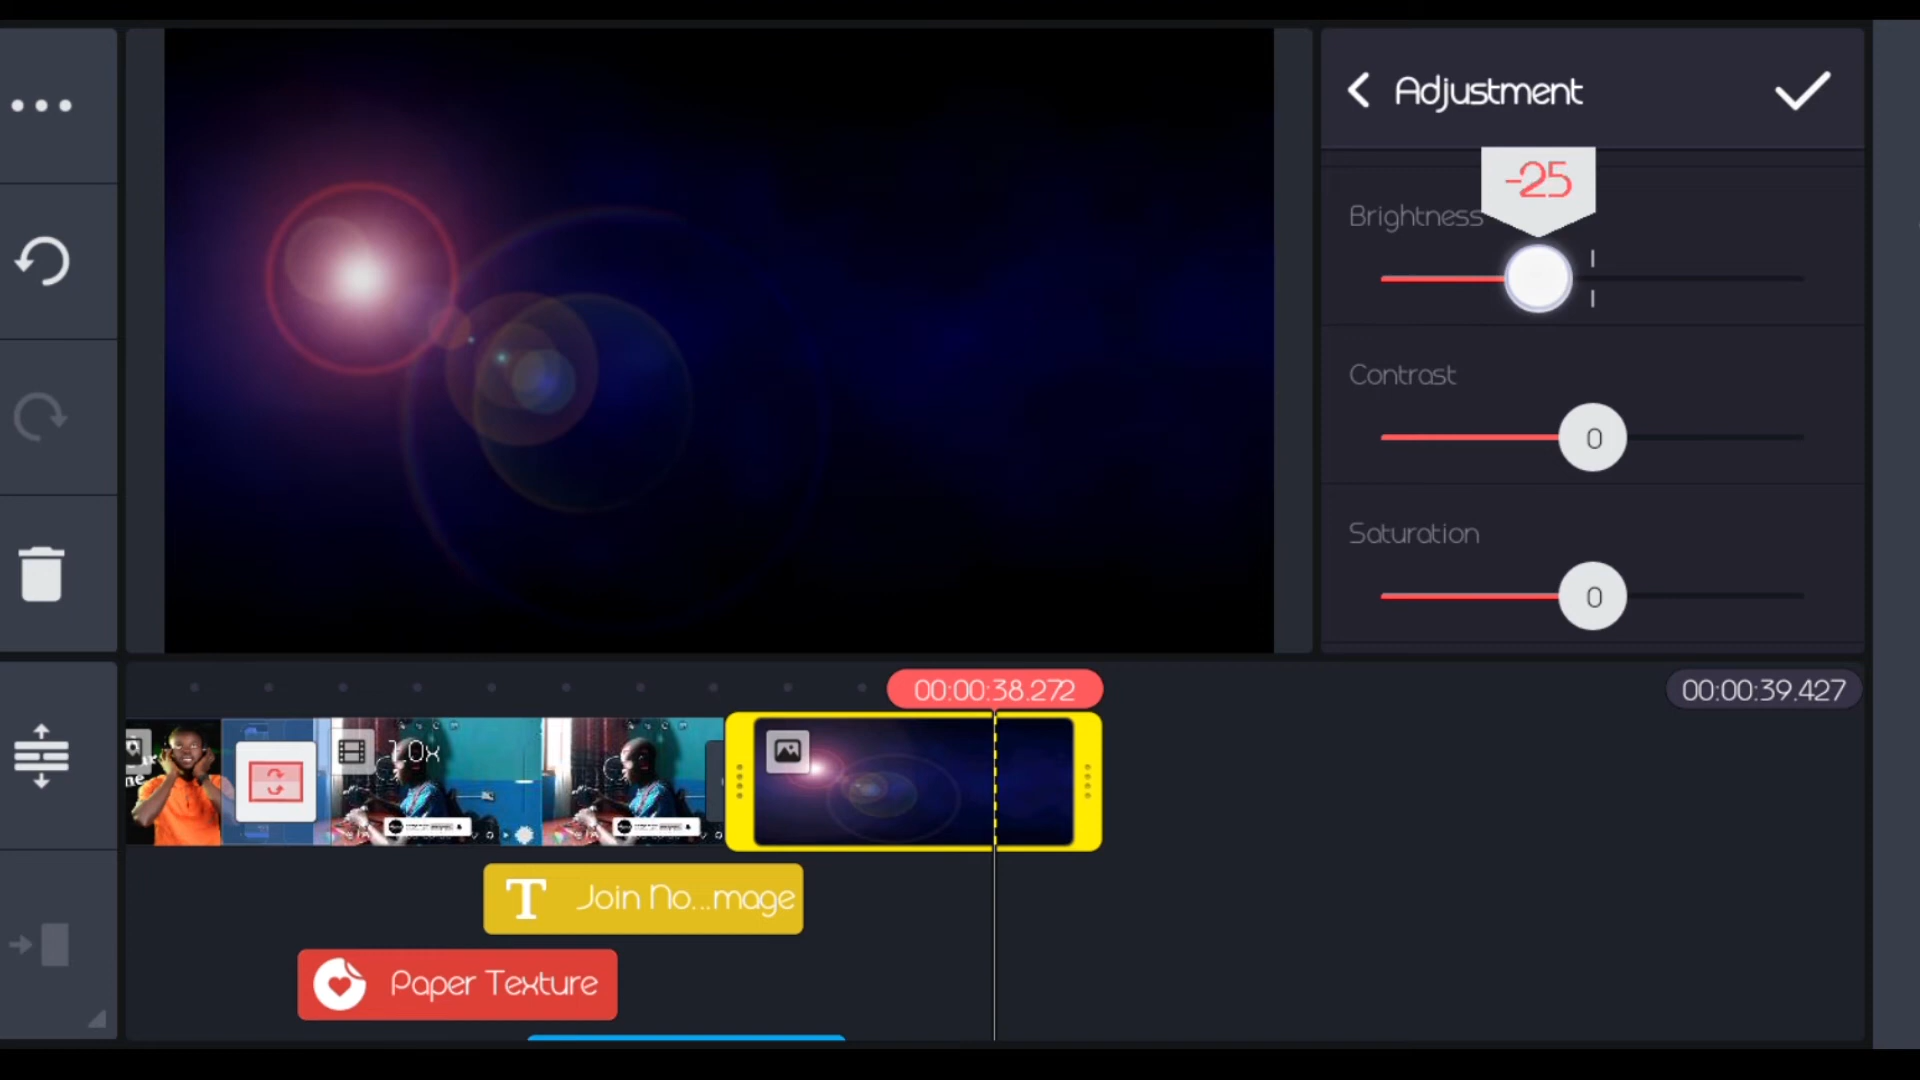 Adjustment
-25
Brightness
Contrast
0
Saturation
0
00:00:38.272
00:00:39.427
1.0x
T
Join No...mage
Paper Texture